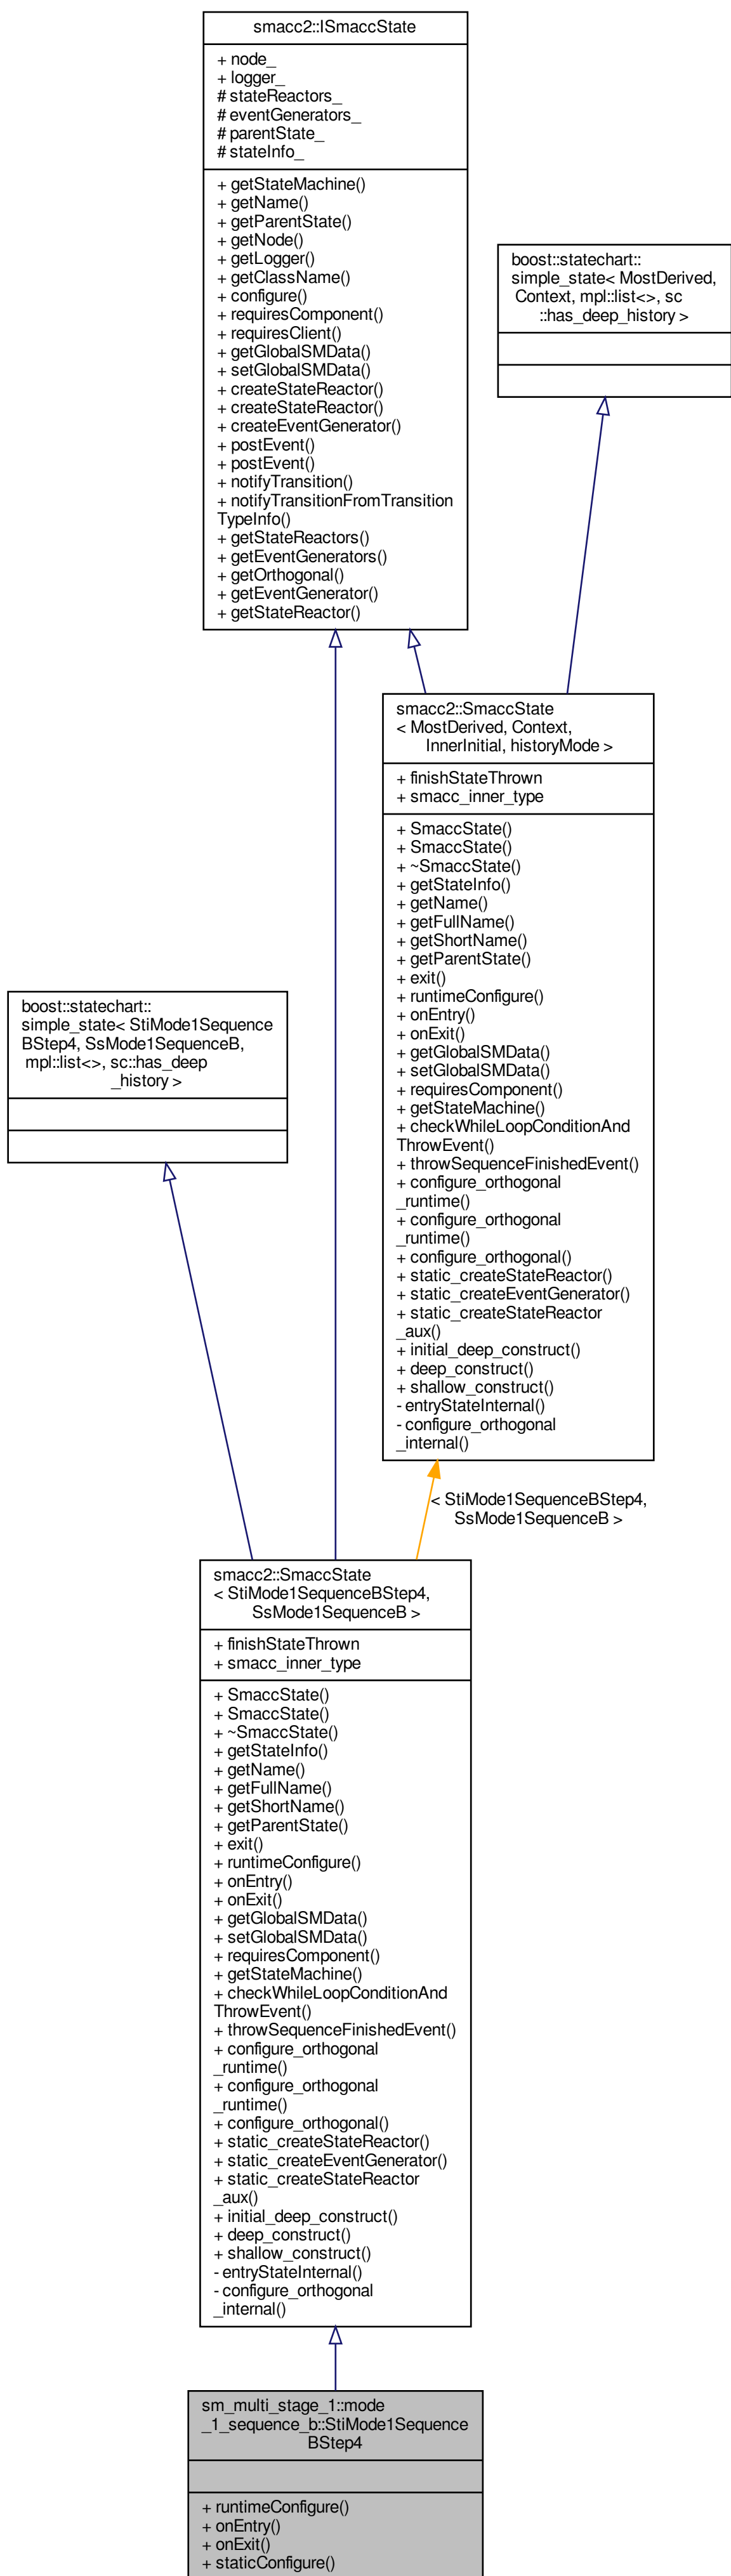 smacc2::ISmaccState
+ node_
+ logger_
# stateReactors_
# eventGenerators_
# parentState_
# stateInfo_
+ getStateMachine()
+ getName()
+ getParentState()
+ getNode()
+ getLogger()
+ getClassName()
+ configure()
+ requiresComponent()
+ requiresClient()
+ getGlobalSMData()
+ setGlobalSMData()
+ createStateReactor()
+ createStateReactor()
+ createEventGenerator()
+ postEvent()
+ postEvent()
+ notifyTransition()
+ notifyTransitionFromTransition
TypeInfo()
+ getStateReactors()
+ getEventGenerators()
+ getOrthogonal()
+ getEventGenerator()
+ getStateReactor()
boost::statechart::
simple_state< MostDerived,
Context, mpl::list<>, sc
::has_deep_history >
smacc2::SmaccState
< MostDerived, Context,
InnerInitial, historyMode >
+ finishStateThrown
+ smacc_inner_type
+ SmaccState()
+ SmaccState()
+ ~SmaccState()
+ getStateInfo()
+ getName()
+ getFullName()
+ getShortName()
+ getParentState()
+ exit()
+ runtimeConfigure()
+ onEntry()
+ onExit()
+ getGlobalSMData()
+ setGlobalSMData()
+ requiresComponent()
+ getStateMachine()
+ checkWhileLoopConditionAnd
ThrowEvent()
+ throwSequenceFinishedEvent()
+ configure_orthogonal
_runtime()
+ configure_orthogonal
_runtime()
+ configure_orthogonal()
+ static_createStateReactor()
+ static_createEventGenerator()
+ static_createStateReactor
_aux()
+ initial_deep_construct()
+ deep_construct()
+ shallow_construct()
- entryStateInternal()
- configure_orthogonal
_internal()
boost::statechart::
simple_state< StiMode1Sequence
BStep4, SsMode1SequenceB,
mpl::list<>, sc::has_deep
_history >
< StiMode1SequenceBStep4,
SsMode1SequenceB >
smacc2::SmaccState
< StiMode1SequenceBStep4,
SsMode1SequenceB >
+ finishStateThrown
+ smacc_inner_type
+ SmaccState()
+ SmaccState()
+ ~SmaccState()
+ getStateInfo()
+ getName()
+ getFullName()
+ getShortName()
+ getParentState()
+ exit()
+ runtimeConfigure()
+ onEntry()
+ onExit()
+ getGlobalSMData()
+ setGlobalSMData()
+ requiresComponent()
+ getStateMachine()
+ checkWhileLoopConditionAnd
ThrowEvent()
+ throwSequenceFinishedEvent()
+ configure_orthogonal
_runtime()
+ configure_orthogonal
_runtime()
+ configure_orthogonal()
+ static_createStateReactor()
+ static_createEventGenerator()
+ static_createStateReactor
_aux()
+ initial_deep_construct()
+ deep_construct()
+ shallow_construct()
- entryStateInternal()
- configure_orthogonal
_internal()
sm_multi_stage_1::mode
_1_sequence_b::StiMode1Sequence
BStep4
+ runtimeConfigure()
+ onEntry()
+ onExit()
+ staticConfigure()